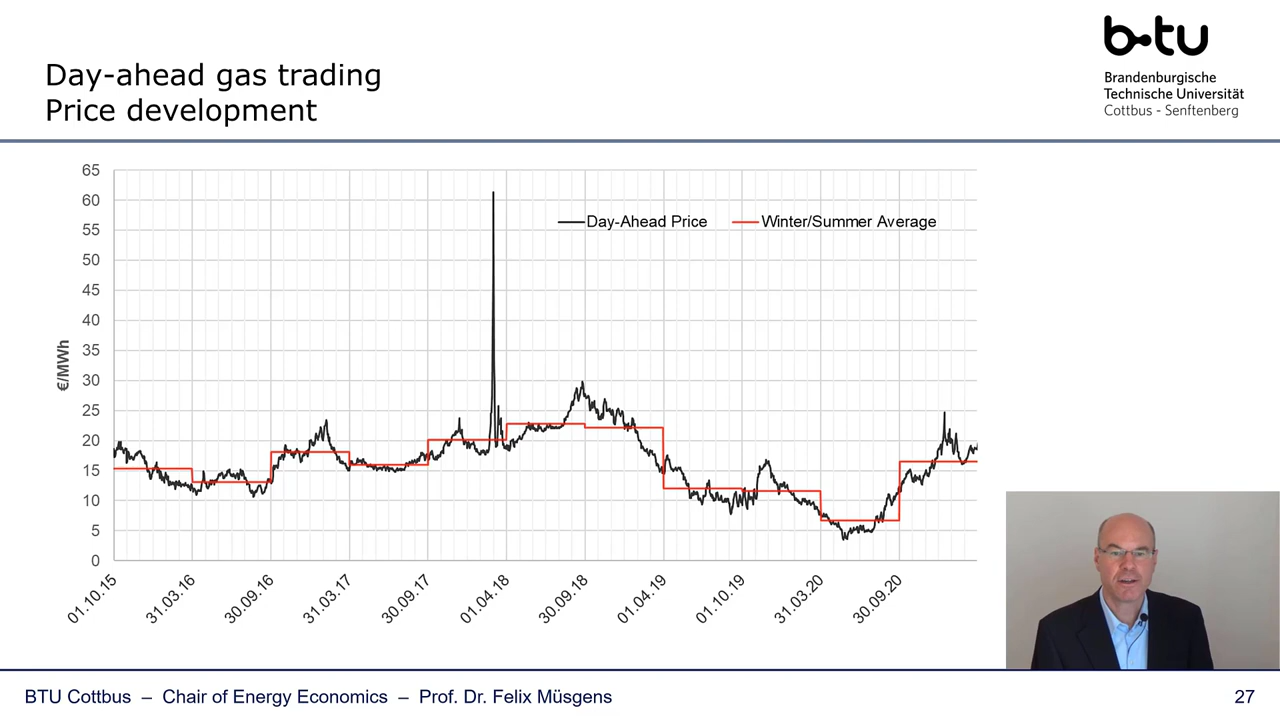 Day-ahead gas trading
Price development
b-tu
Brandenburgische
Technische Universität
Cottbus - Senftenberg
65
60
55
50
45
40
35
30
25
20
15
10
5
0
€/MWh
Day-Ahead Price
Winter/Summer Average
01.10.15
31.03.16
30.09.16
31.03.17
30.09.17
01.04.18
30.09.18
01.04.19
01.10.19
31.03.20
30.09.20
BTU Cottbus – Chair of Energy Economics – Prof. Dr. Felix Müsgens
27